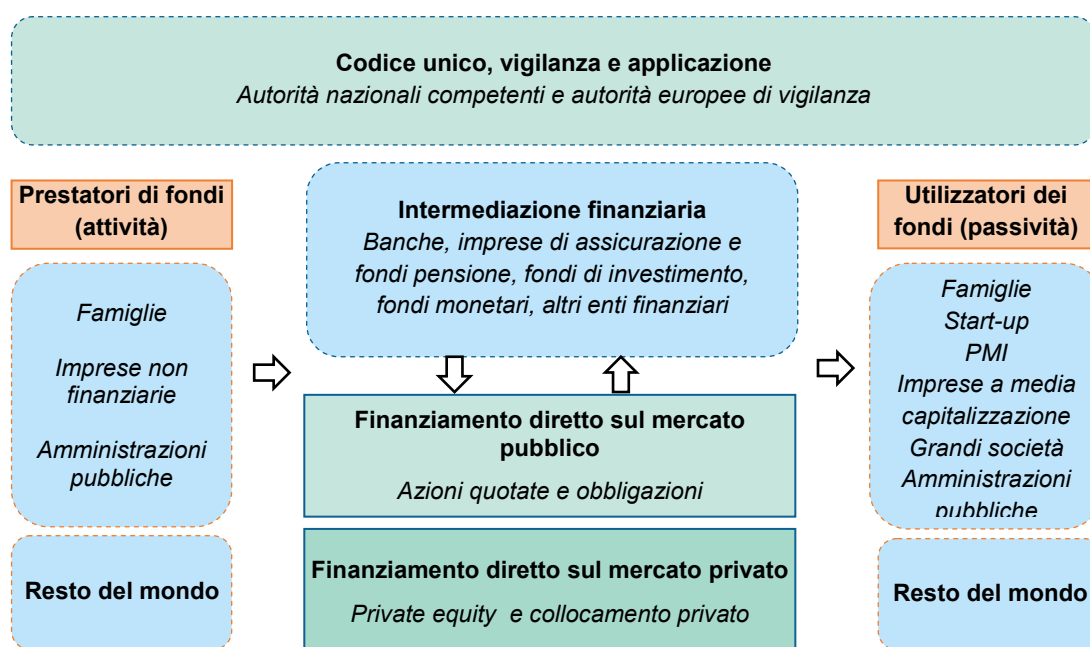 Codice unico, vigilanza e applicazione
Autorità nazionali competenti e autorità europee di vigilanza
Prestatori di fondi
(attività)
Famiglie
Imprese non
finanziarie
Amministrazioni
pubbliche
Resto del mondo
Intermediazione finanziaria
Banche, imprese di assicurazione e
fondi pensione, fondi di investimento,
fondi monetari, altri enti finanziari
Finanziamento diretto sul mercato
pubblico
Azioni quotate e obbligazioni
Finanziamento diretto sul mercato privato
Private equity e collocamento privato
Utilizzatori dei
fondi (passività)
Famiglie
Start-up
PMI
Imprese a media
capitalizzazione
Grandi società
Amministrazioni
pubbliche
Resto del mondo